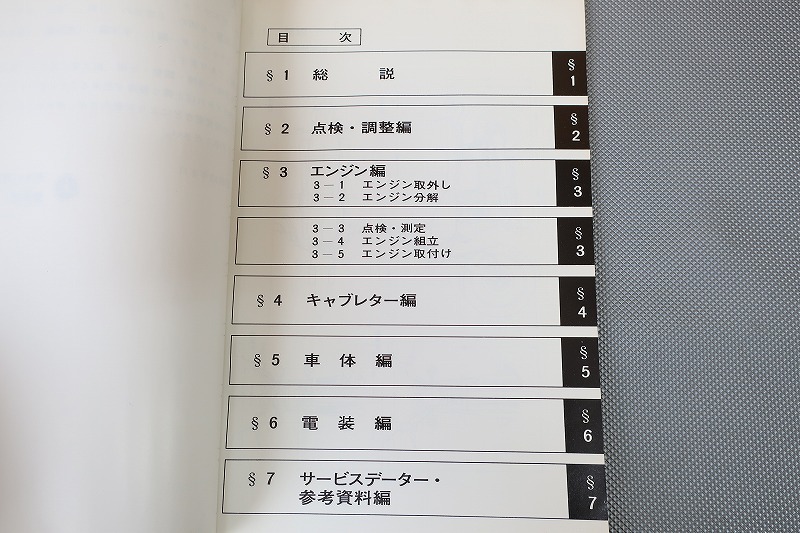 目 次
§ 1 総 説 § 1
§ 2 点検・調整編 § 2
§ 3 エンジン編 § 3
3－1 エンジン取外し
3－2 エンジン分解
3－3 点検・測定 § 3
3－4 エンジン組立
3－5 エンジン取付け
§ 4 キャブレター編 § 4
§ 5 車 体 編 § 5
§ 6 電 装 編 § 6
§ 7 サービスデーター・ § 7
参考資料編